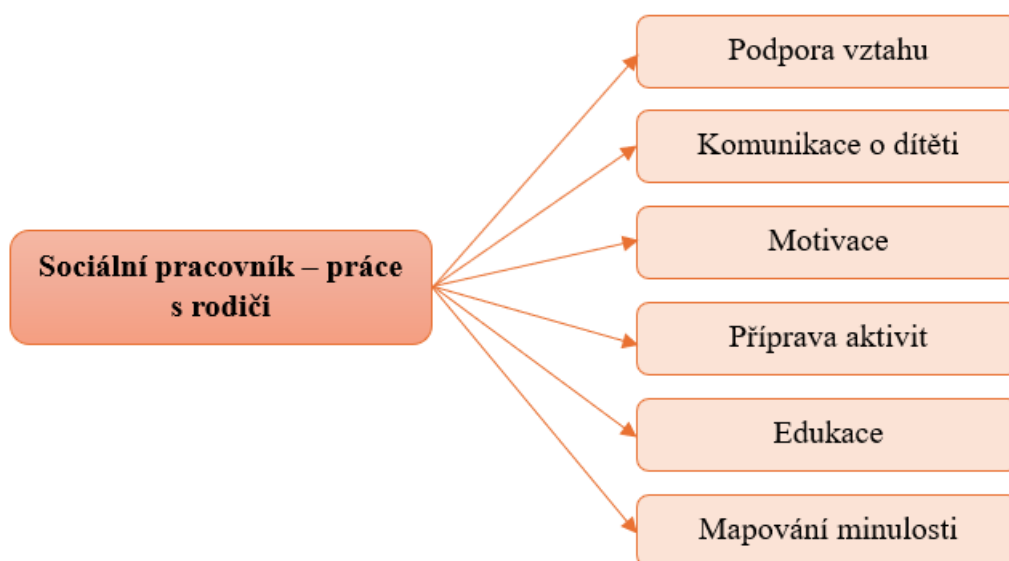 Sociální pracovník – práce
s rodiči
Podpora vztahu
Komunikace o dítěti
Motivace
Příprava aktivit
Edukace
Mapování minulosti